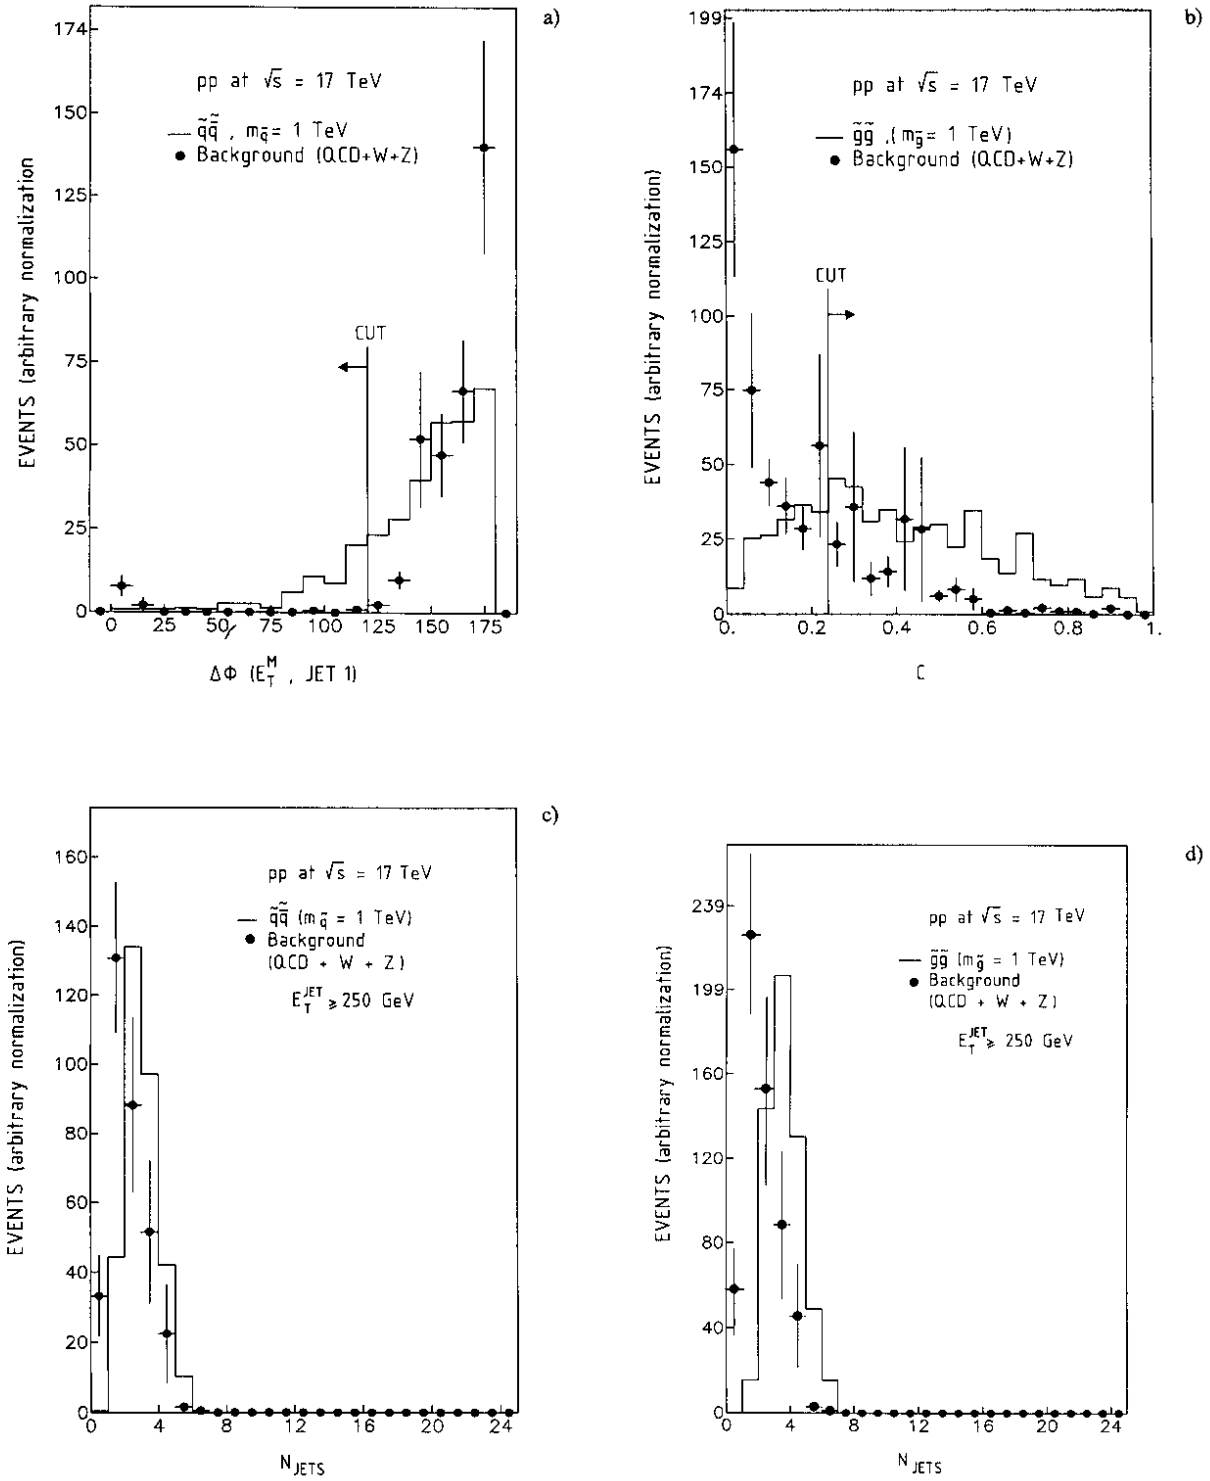 a)
174
150
125
100
75
50
25
0
EVENTS (arbitrary normalization
pp at √s = 17 TeV
q̃q̃̄ , m_q̃ = 1 TeV
Background (QCD+W+Z)
CUT
0 25 50 75 100 125 150 175
ΔΦ (E_T^M , JET 1)
b)
199
174
150
125
100
75
50
25
0
EVENTS (arbitrary normalization)
pp at √s = 17 TeV
g̃g̃ ,(m_g̃ = 1 TeV)
Background (QCD+W+Z)
CUT
0. 0.2 0.4 0.6 0.8 1.
C
c)
160
140
120
100
80
60
40
20
0
EVENTS (arbitrary normalization)
pp at √s = 17 TeV
q̃q̃̄ (m_q̃ = 1 TeV)
Background
(QCD + W + Z)
E_T^JET ⩾ 250 GeV
0 4 8 12 16 20 24
N_JETS
d)
239
199
160
120
80
40
0
EVENTS (arbitrary normalization)
pp at √s = 17 TeV
g̃g̃ (m_g̃ = 1 TeV)
Background
(QCD + W + Z)
E_T^JET ⩾ 250 GeV
0 4 8 12 16 20 24
N_JETS